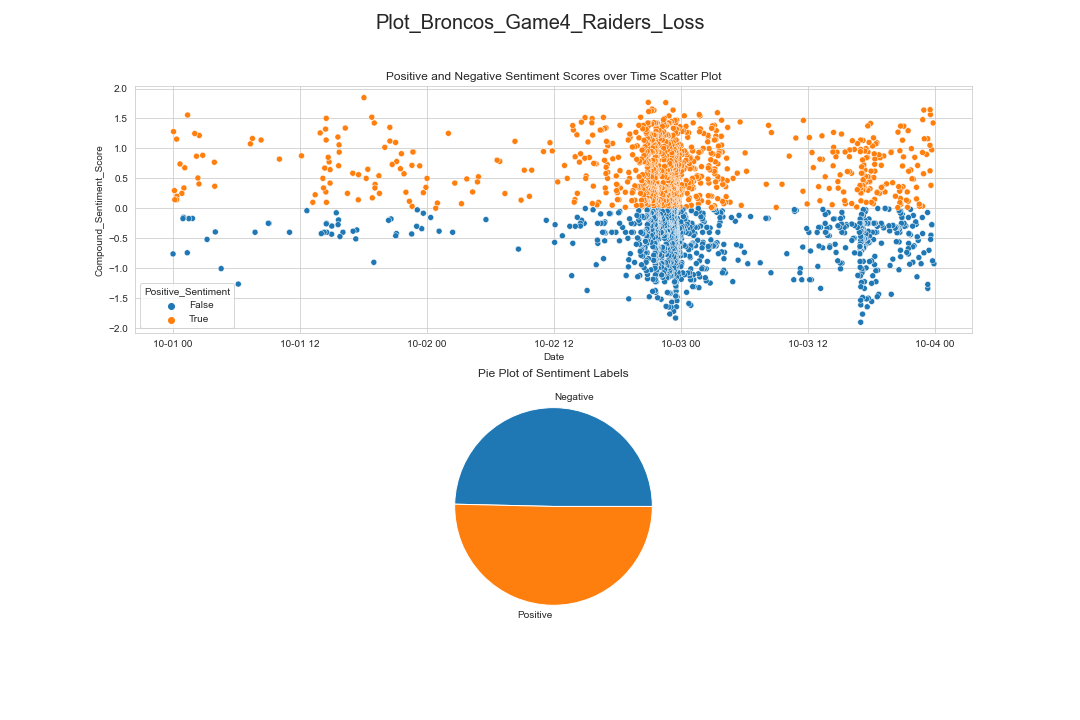 Plot_Broncos_Game4_Raiders_Loss
Positive and Negative Sentiment Scores over Time Scatter Plot
Compound_Sentiment_Score
2.0
1.5
1.0
0.5
0.0
−0.5
−1.0
−1.5
−2.0
Positive_Sentiment
False
True
10-01 00 10-01 12 10-02 00 10-02 12 10-03 00 10-03 12 10-04 00
Date
Pie Plot of Sentiment Labels
Negative
Positive